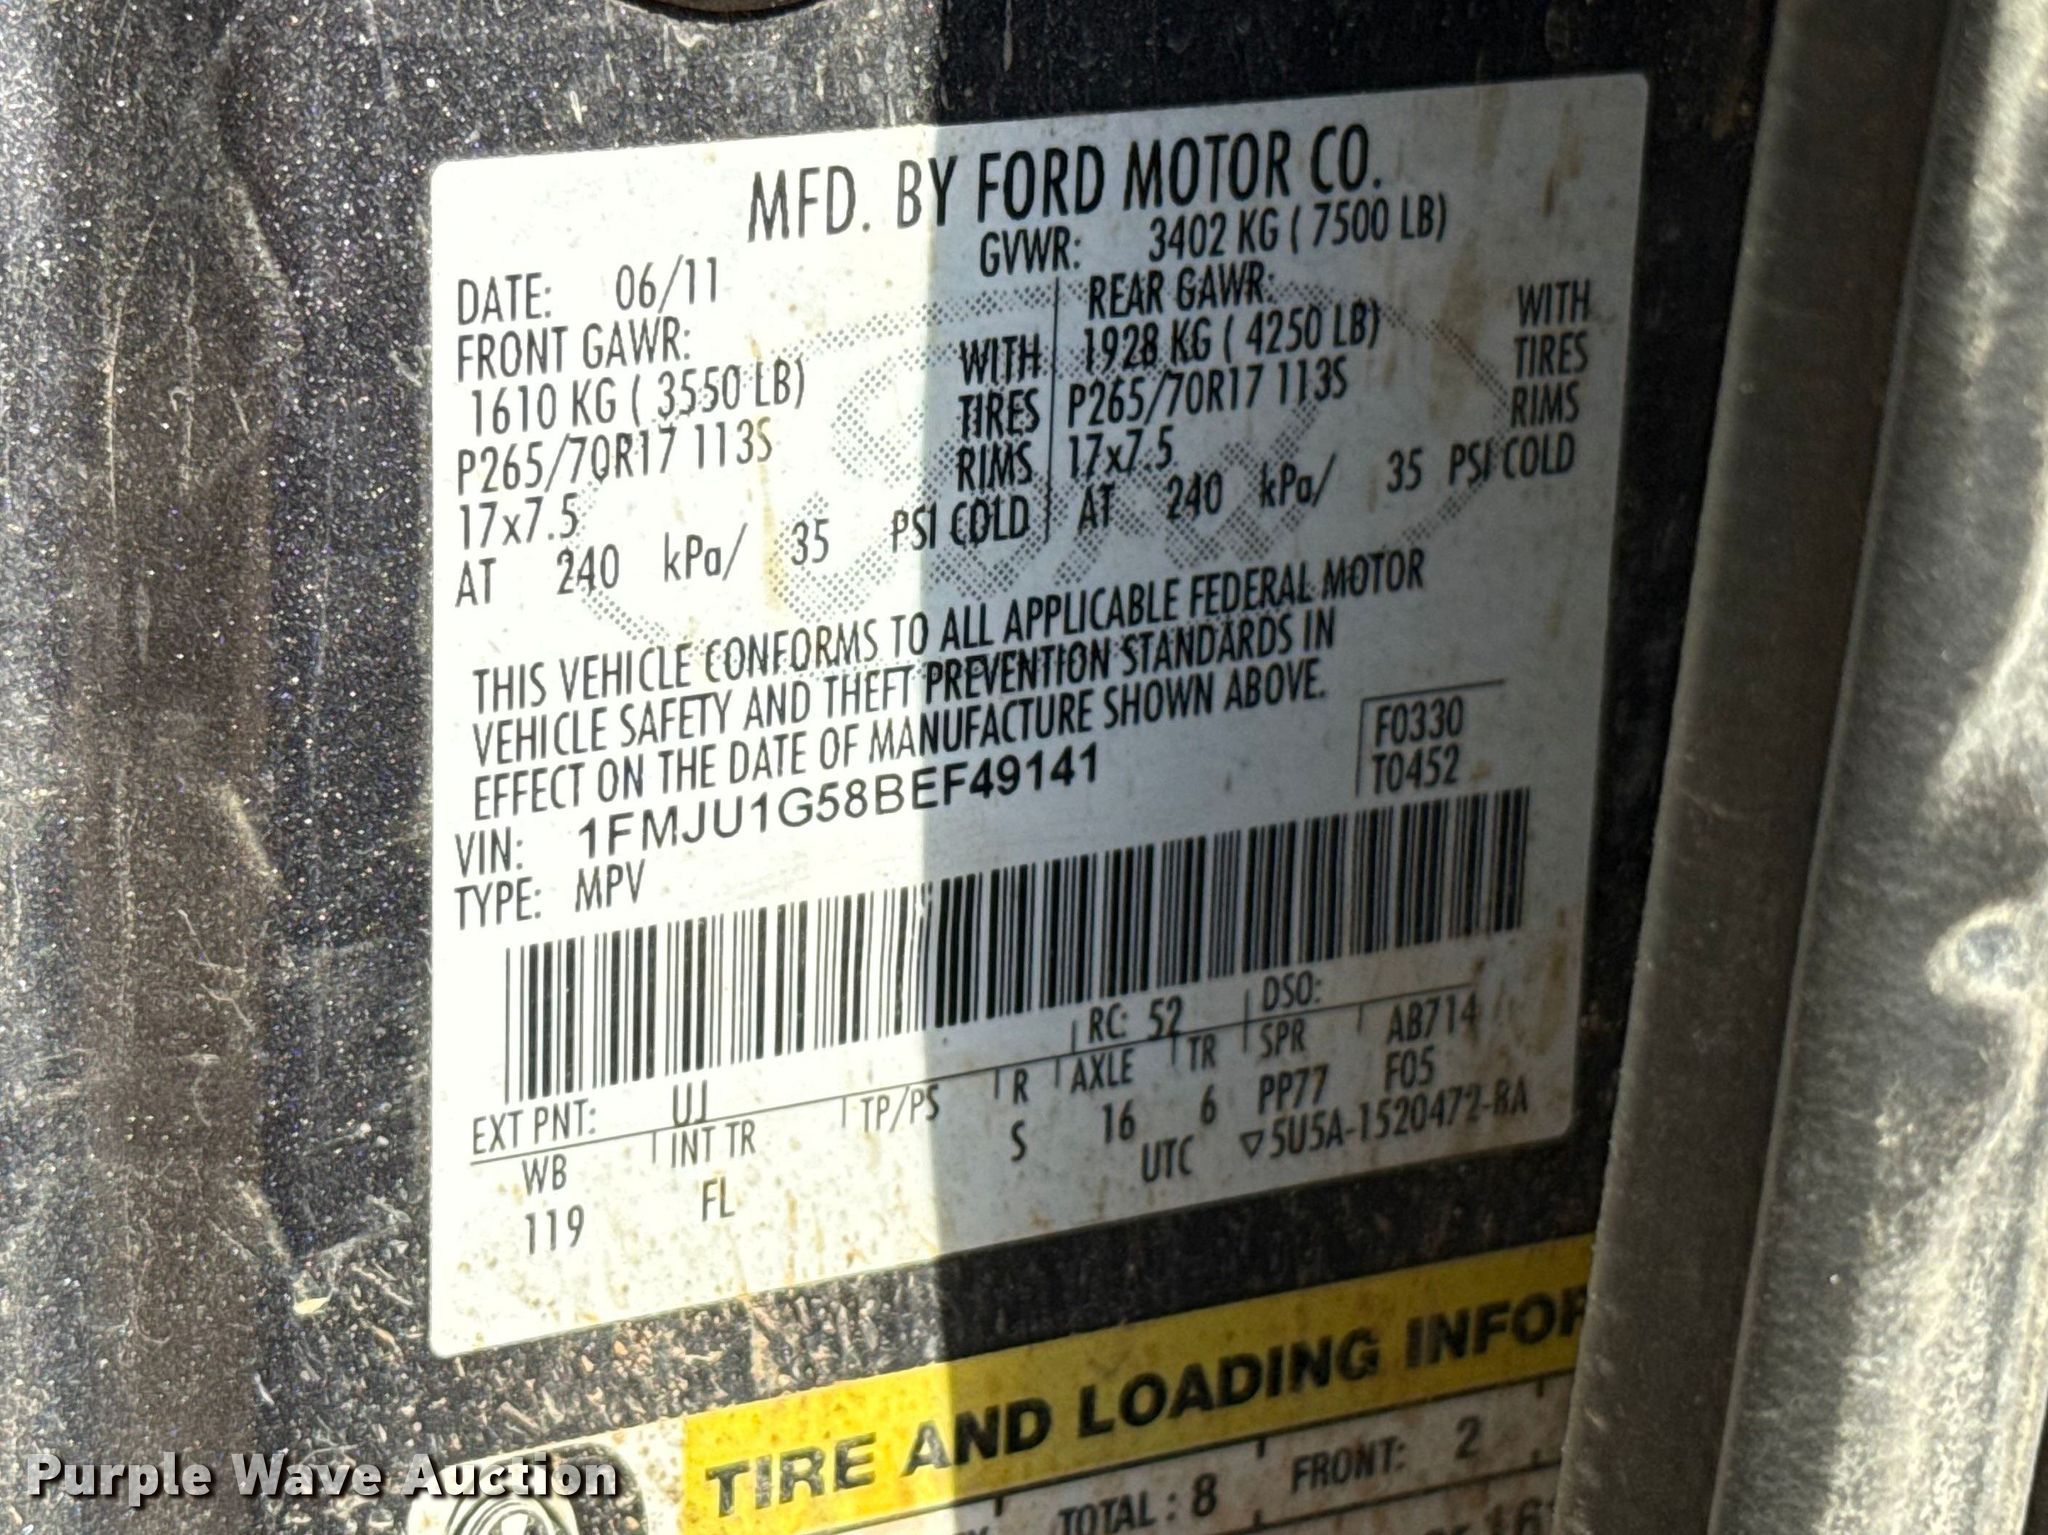 MFD. BY FORD MOTOR CO.
DATE: 06/11 GVWR: 3402 KG ( 7500 LB)
FRONT GAWR: REAR GAWR:
1610 KG ( 3550 LB) WITH 1928 KG ( 4250 LB) WITH
P265/70R17 113S TIRES P265/70R17 113S TIRES
17x7.5 RIMS 17x7.5 RIMS
AT 240 kPa/ 35 PSI COLD AT 240 kPa/ 35 PSI COLD
THIS VEHICLE CONFORMS TO ALL APPLICABLE FEDERAL MOTOR
VEHICLE SAFETY AND THEFT PREVENTION STANDARDS IN
EFFECT ON THE DATE OF MANUFACTURE SHOWN ABOVE.
VIN: 1FMJU1G58BEF49141 F0330
TYPE: MPV T0452
EXT PNT: UJ RC: 52 DSO:
WB INT TR TP/PS R AXLE TR SPR AB714
119 FL S 16 6 PP77 F05
UTC ▽5U5A-1520472-BA
TIRE AND LOADING INFOR
TOTAL : 8 FRONT: 2
Purple Wave Auction